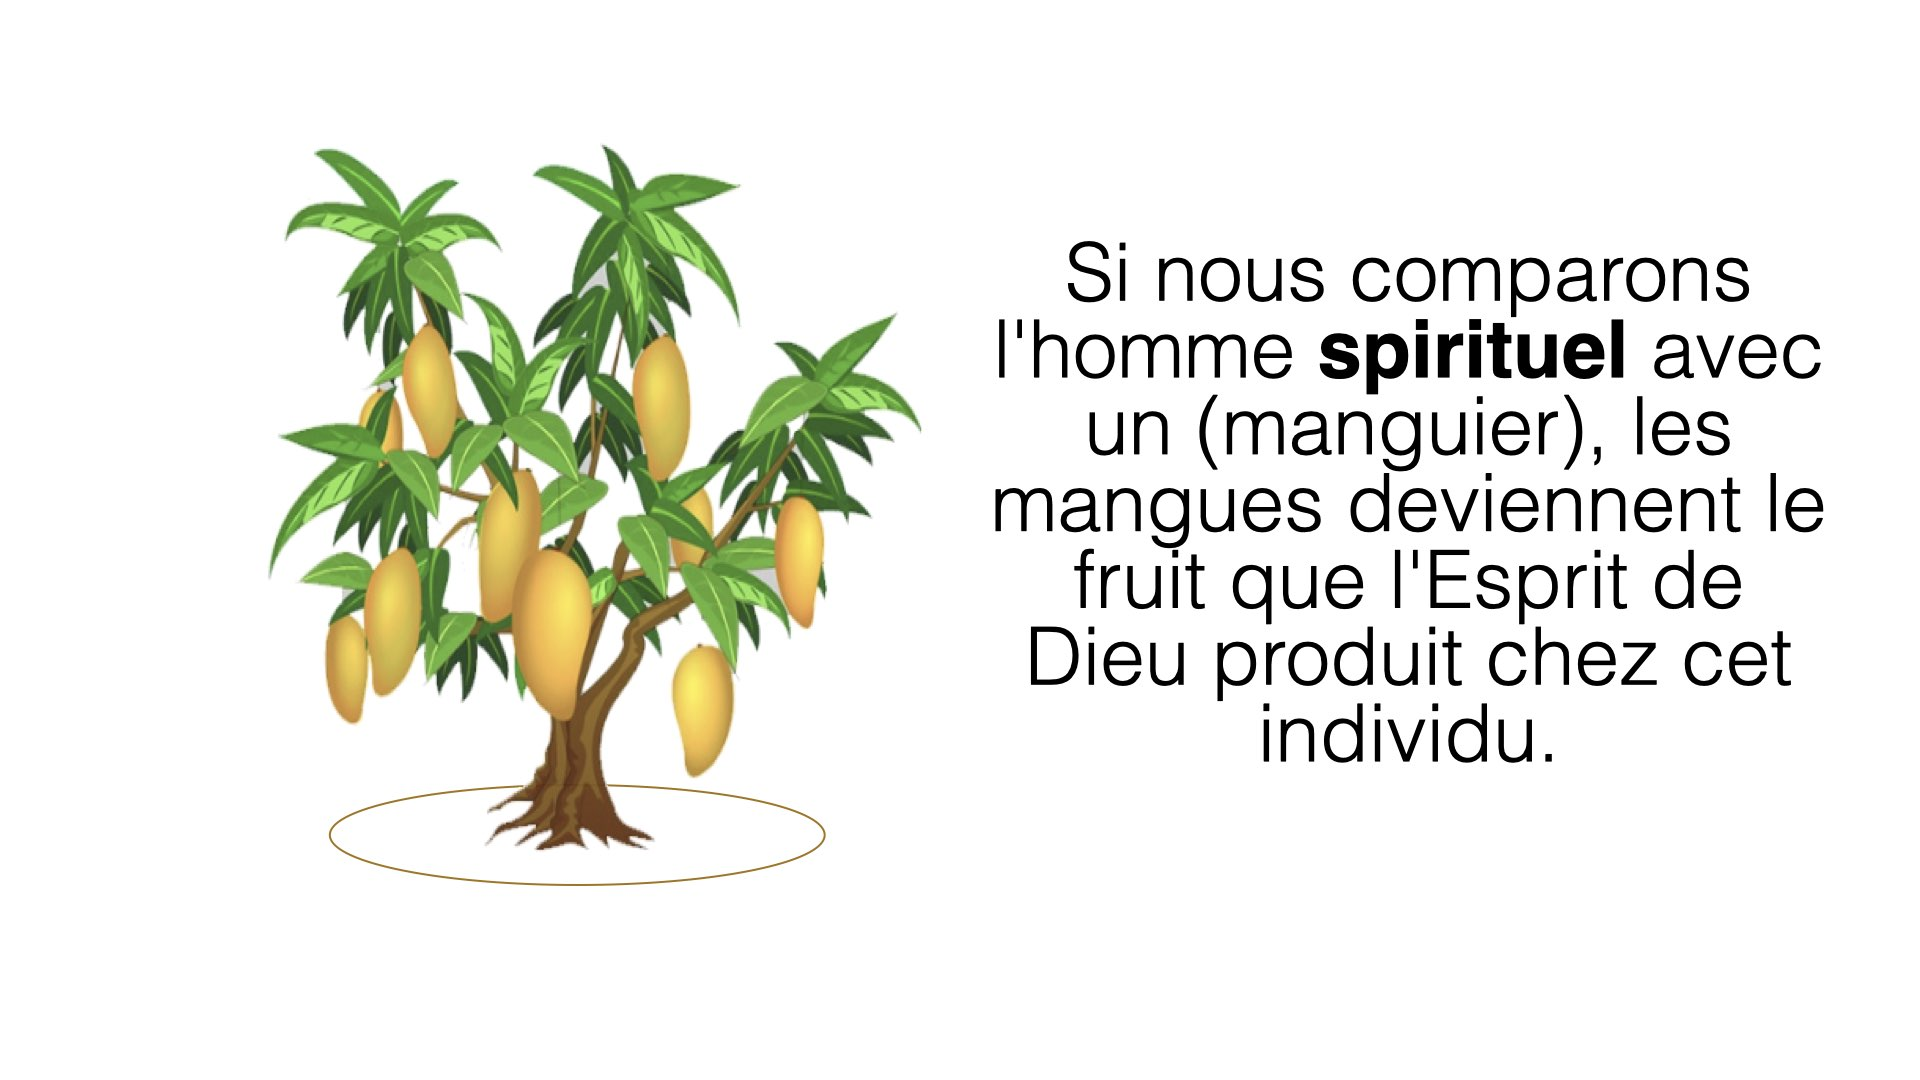 Si nous comparons
l'homme spirituel avec
un (manguier), les
mangues deviennent le
fruit que l'Esprit de
Dieu produit chez cet
individu.